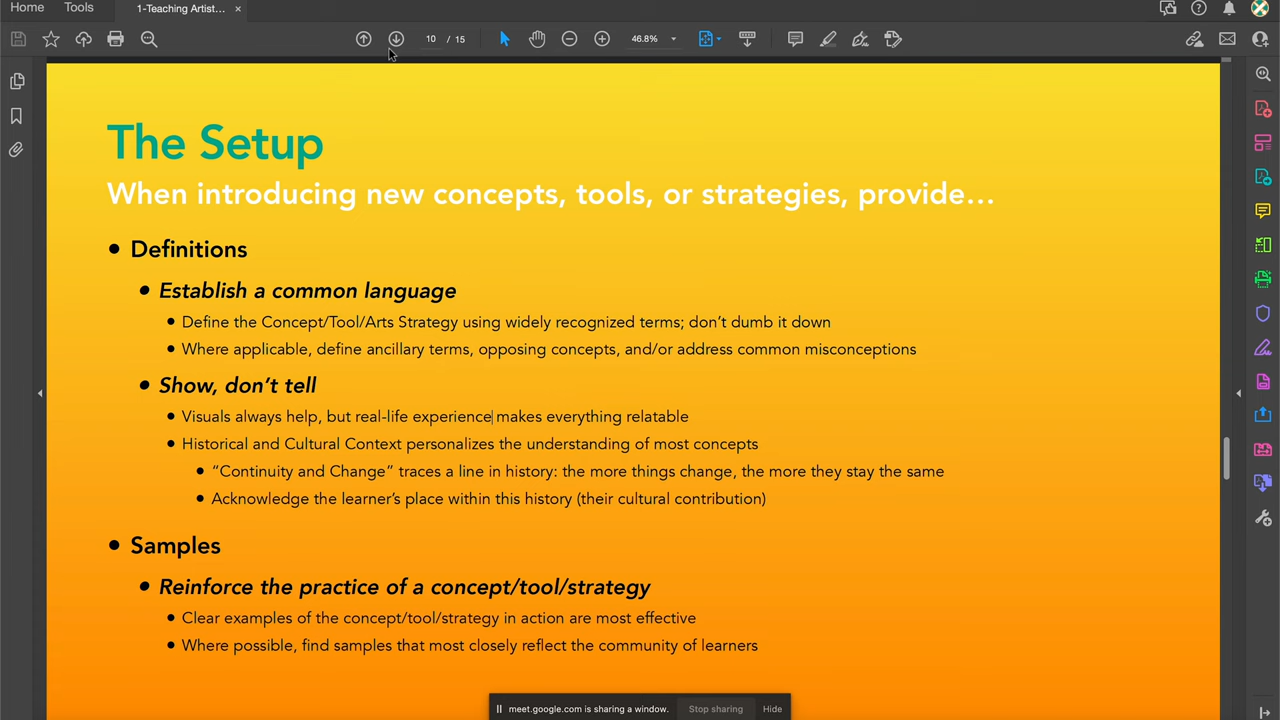 Home Tools 1-Teaching Artist... ×
10 / 15 46.8%
The Setup
When introducing new concepts, tools, or strategies, provide…
• Definitions
• Establish a common language
• Define the Concept/Tool/Arts Strategy using widely recognized terms; don’t dumb it down
• Where applicable, define ancillary terms, opposing concepts, and/or address common misconceptions
• Show, don’t tell
• Visuals always help, but real-life experience makes everything relatable
• Historical and Cultural Context personalizes the understanding of most concepts
• “Continuity and Change” traces a line in history: the more things change, the more they stay the same
• Acknowledge the learner’s place within this history (their cultural contribution)
• Samples
• Reinforce the practice of a concept/tool/strategy
• Clear examples of the concept/tool/strategy in action are most effective
• Where possible, find samples that most closely reflect the community of learners
meet.google.com is sharing a window. Stop sharing Hide